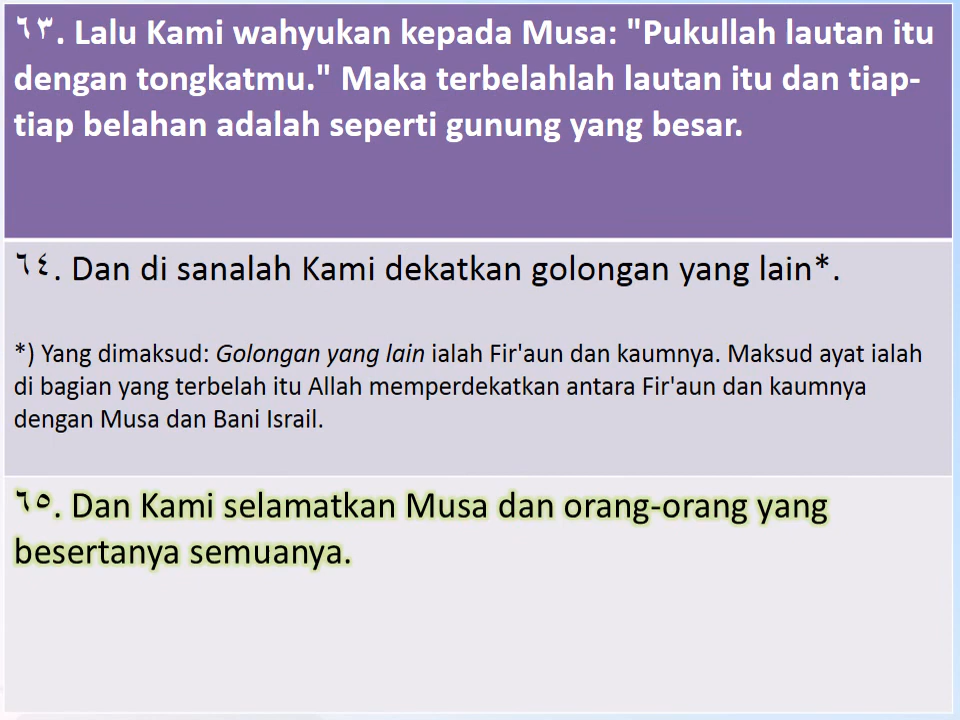 ٦٣. Lalu Kami wahyukan kepada Musa: "Pukullah lautan itu
dengan tongkatmu." Maka terbelahlah lautan itu dan tiap-
tiap belahan adalah seperti gunung yang besar.
٦٤. Dan di sanalah Kami dekatkan golongan yang lain*.
*) Yang dimaksud: Golongan yang lain ialah Fir'aun dan kaumnya. Maksud ayat ialah
di bagian yang terbelah itu Allah memperdekatkan antara Fir'aun dan kaumnya
dengan Musa dan Bani Israil.
٦٥. Dan Kami selamatkan Musa dan orang-orang yang
besertanya semuanya.